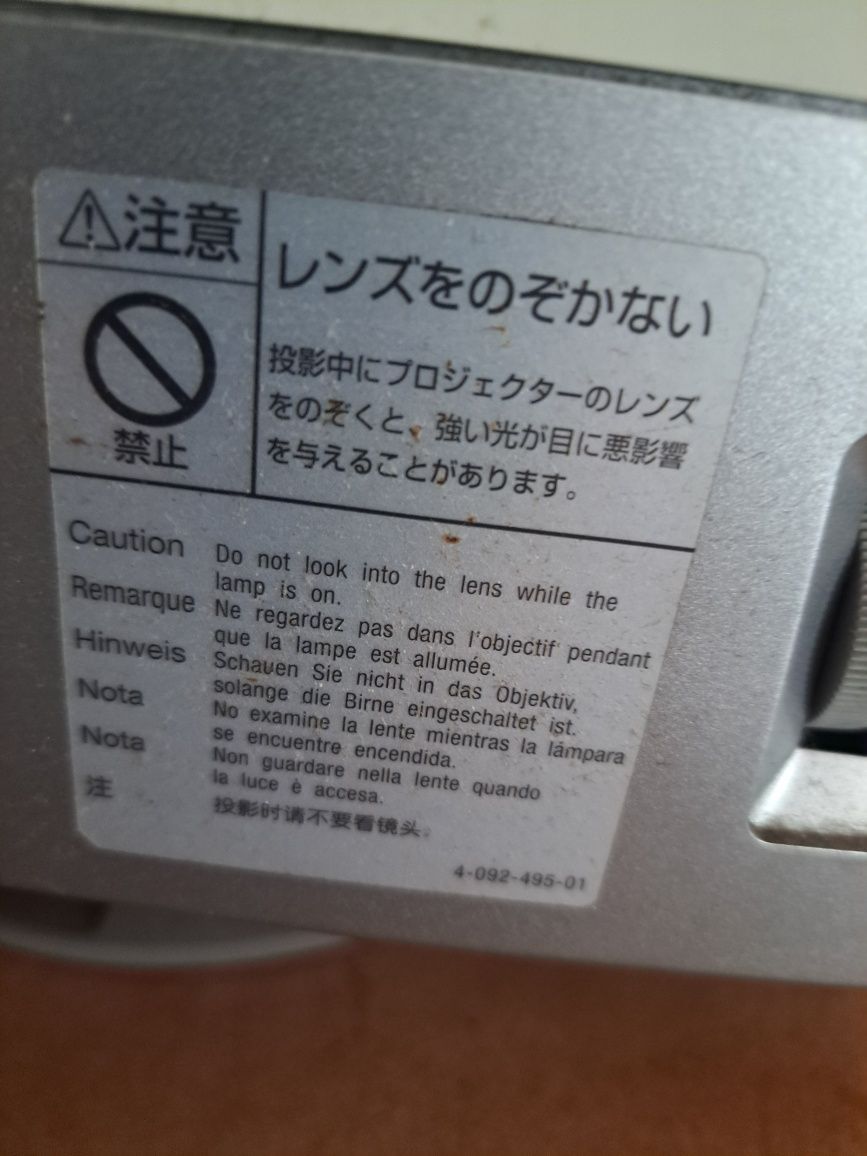 ⚠注意
禁止
レンズをのぞかない
投影中にプロジェクターのレンズ
をのぞくと、強い光が目に悪影響
を与えることがあります。
Caution Do not look into the lens while the
lamp is on.
Remarque Ne regardez pas dans l'objectif pendant
que la lampe est allumée.
Hinweis Schauen Sie nicht in das Objektiv,
solange die Birne eingeschaltet ist.
Nota No examine la lente mientras la lámpara
se encuentre encendida.
Nota Non guardare nella lente quando
la luce è accesa.
注 投影时请不要看镜头。
4-092-495-01